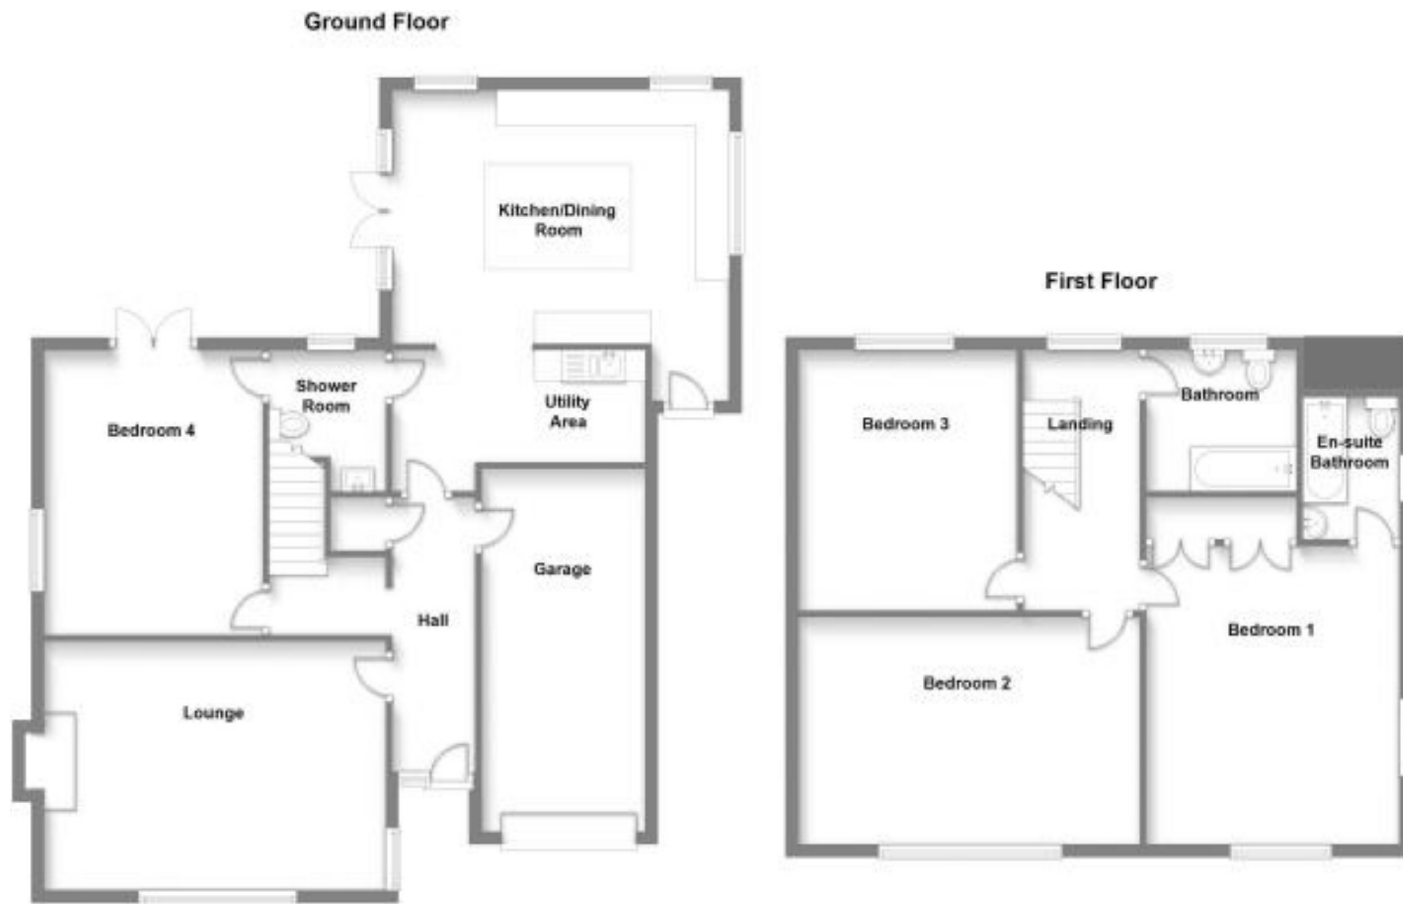 Ground Floor
Kitchen/Dining
Room
Shower
Room
Utility
Area
Bedroom 4
Garage
Hall
Lounge
First Floor
Bedroom 3
Landing
Bathroom
En-suite
Bathroom
Bedroom 1
Bedroom 2